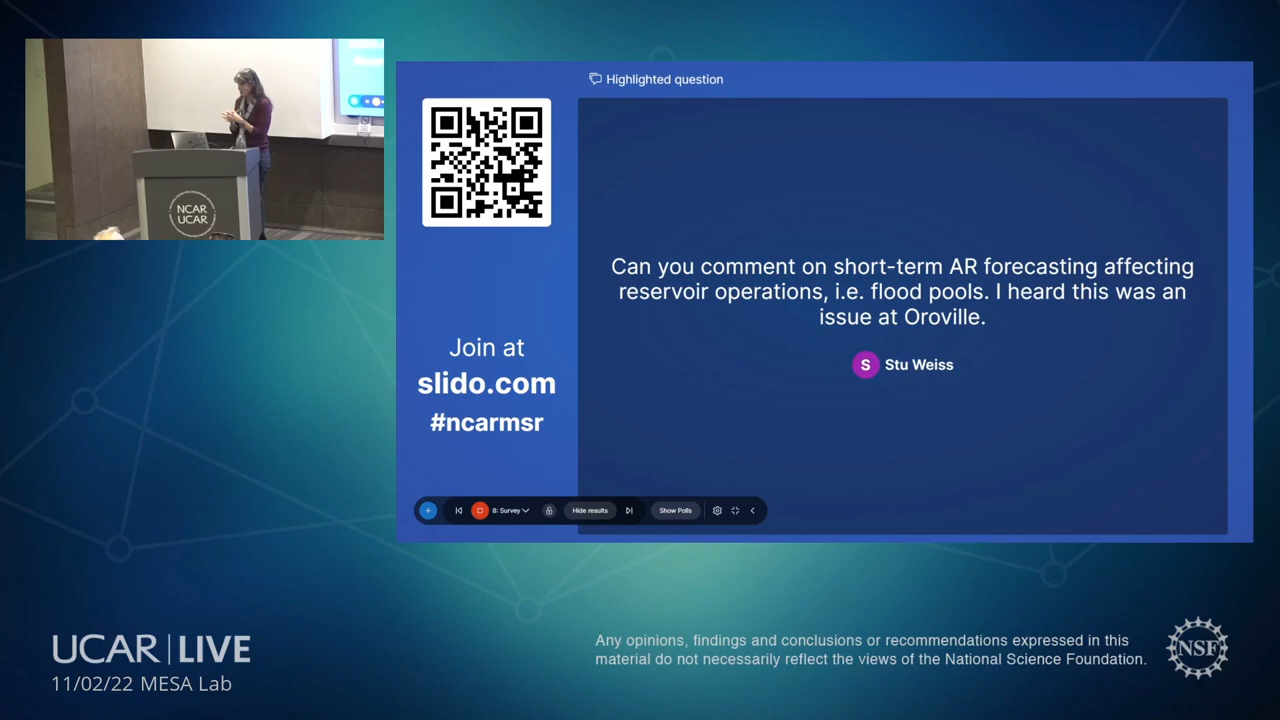 NCAR
UCAR
Highlighted question
Can you comment on short-term AR forecasting affecting
reservoir operations, i.e. flood pools. I heard this was an
issue at Oroville.
S Stu Weiss
Join at
slido.com
#ncarmsr
8: Survey
Hide results
Show Polls
UCAR | LIVE
11/02/22 MESA Lab
Any opinions, findings and conclusions or recommendations expressed in this
material do not necessarily reflect the views of the National Science Foundation.
NSF